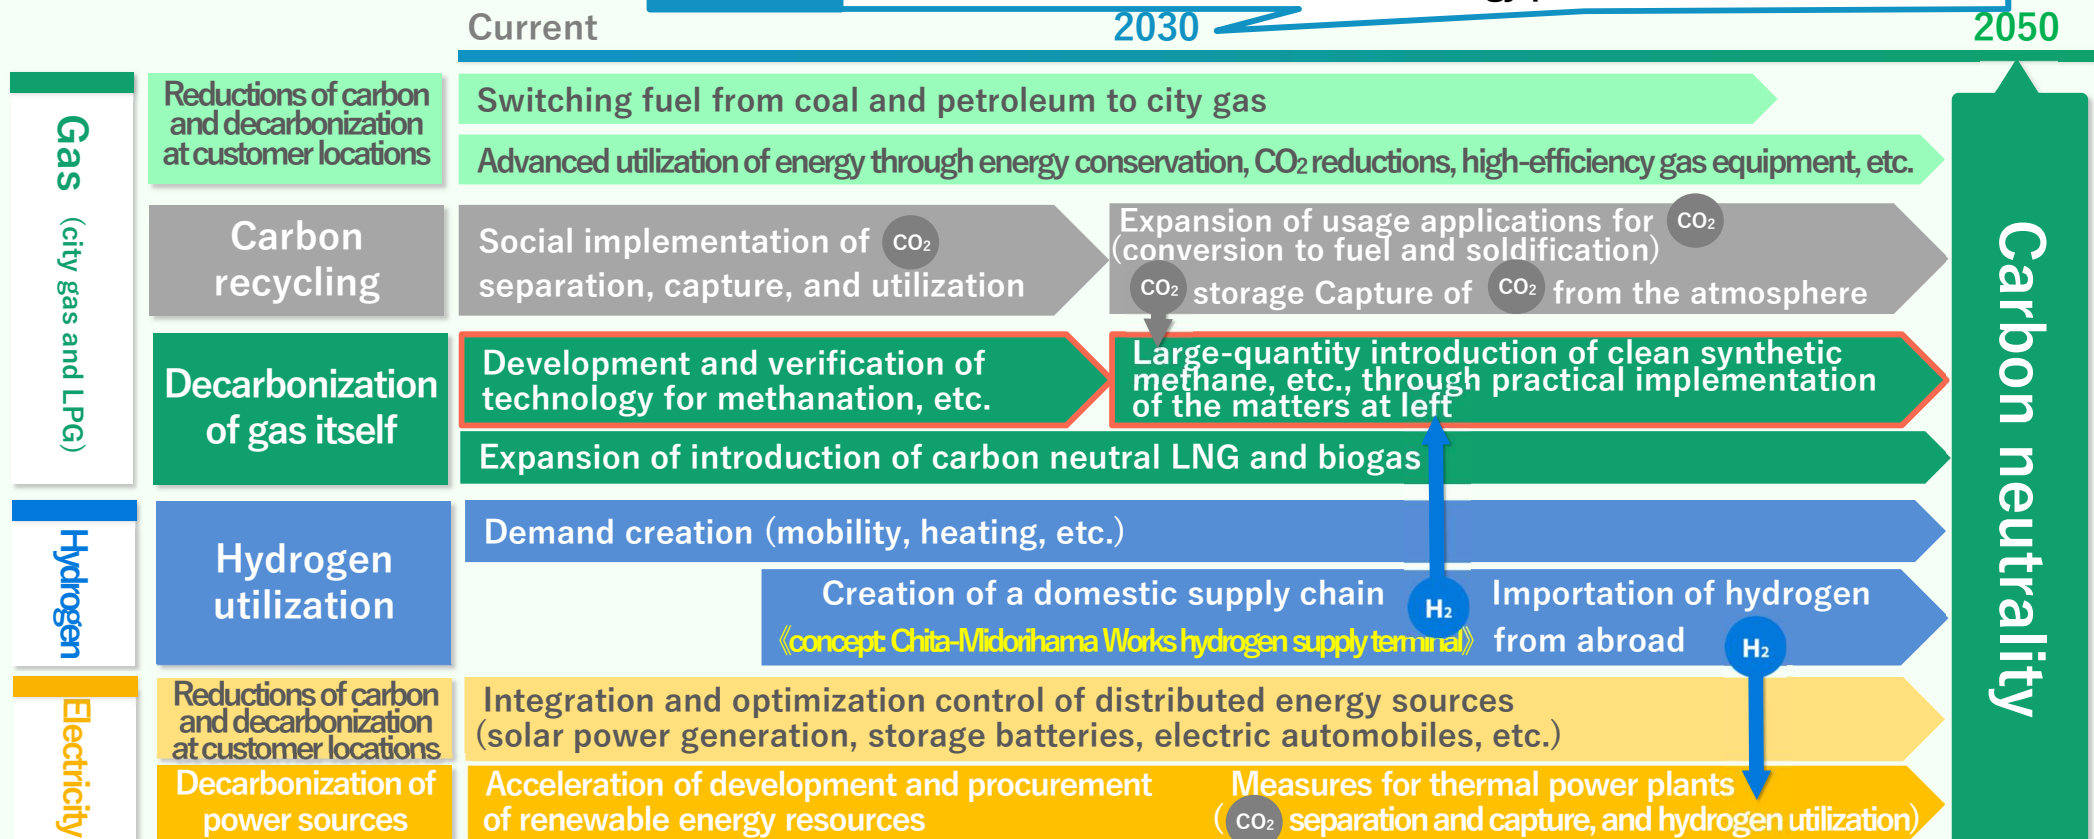 Current
2030
2050
Gas
(city gas and LPG)
Reductions of carbon
and decarbonization
at customer locations
Switching fuel from coal and petroleum to city gas
Advanced utilization of energy through energy conservation, CO2 reductions, high-efficiency gas equipment, etc.
Carbon
recycling
Social implementation of CO2
separation, capture, and utilization
Expansion of usage applications for CO2
(conversion to fuel and soldification)
CO2 storage Capture of CO2 from the atmosphere
Decarbonization
of gas itself
Development and verification of
technology for methanation, etc.
Large-quantity introduction of clean synthetic
methane, etc., through practical implementation
of the matters at left
Expansion of introduction of carbon neutral LNG and biogas
Hydrogen
Hydrogen
utilization
Demand creation (mobility, heating, etc.)
Creation of a domestic supply chain
《concept: Chita-Midorihama Works hydrogen supply terminal》
H2
Importation of hydrogen
from abroad
H2
Electricity
Reductions of carbon
and decarbonization
at customer locations
Integration and optimization control of distributed energy sources
(solar power generation, storage batteries, electric automobiles, etc.)
Decarbonization of
power sources
Acceleration of development and procurement
of renewable energy resources
Measures for thermal power plants
(CO2 separation and capture, and hydrogen utilization)
Carbon neutrality